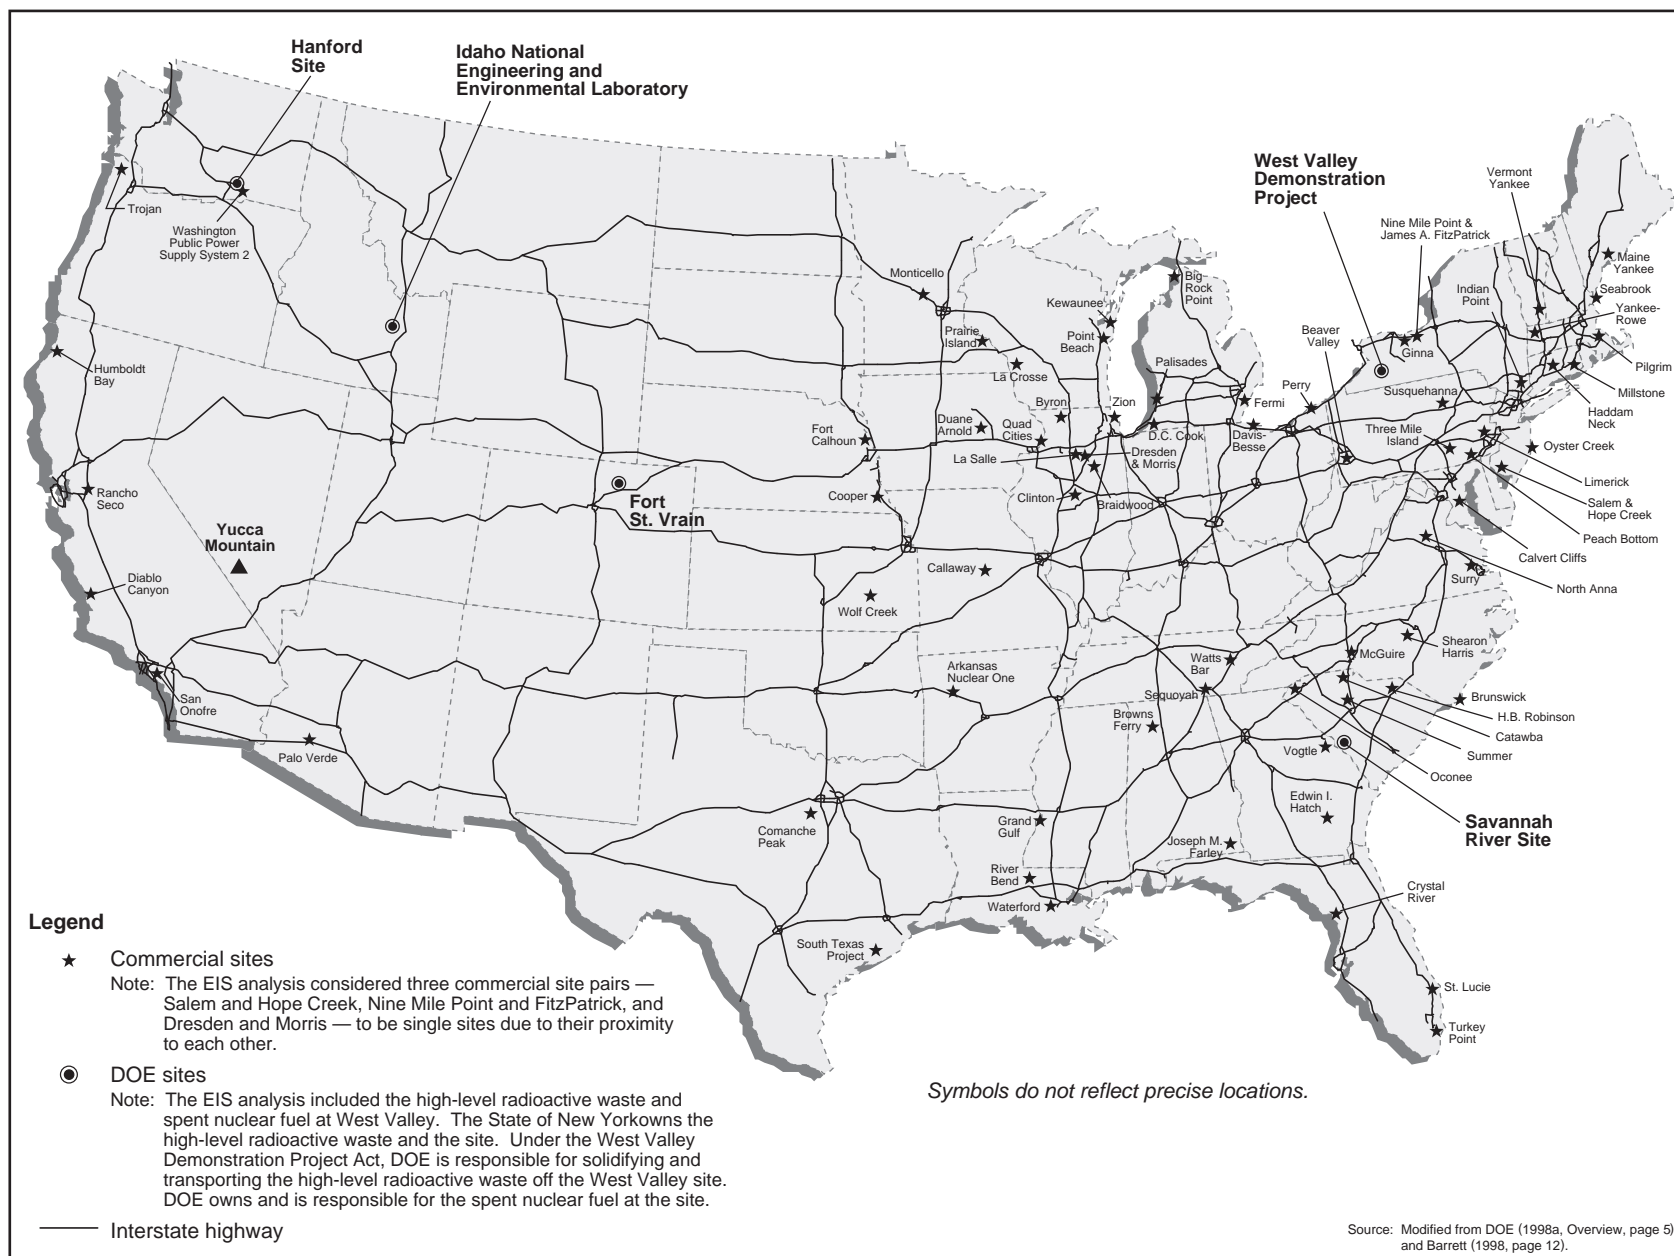 Hanford
Site
Idaho National
Engineering and
Environmental Laboratory
West Valley
Demonstration
Project
Vermont
Yankee
Nine Mile Point &
James A. FitzPatrick
Trojan
Washington
Public Power
Supply System 2
Monticello
Big
Rock
Point
Kewaunee
Point
Beach
Prairie
Island
La Crosse
Palisades
Indian
Point
Beaver
Valley
Ginna
Maine
Yankee
Seabrook
Yankee-
Rowe
Pilgrim
Millstone
Haddam
Neck
Humboldt
Bay
Susquehanna
Perry
Fermi
Zion
Byron
Duane
Arnold
Quad
Cities
Fort
Calhoun
D.C. Cook
Davis-
Besse
Three Mile
Island
Oyster Creek
La Salle
Dresden
& Morris
Limerick
Rancho
Seco
Fort
St. Vrain
Cooper
Clinton
Braidwood
Salem &
Hope Creek
Peach Bottom
Yucca
Mountain
Calvert Cliffs
Diablo
Canyon
Callaway
Surry
North Anna
Wolf Creek
Shearon
Harris
McGuire
Watts
Bar
Arkansas
Nuclear One
Sequoyah
San
Onofre
Brunswick
H.B. Robinson
Browns
Ferry
Catawba
Palo Verde
Vogtle
Summer
Oconee
Edwin I.
Hatch
Comanche
Peak
Grand
Gulf
Joseph M.
Farley
Savannah
River Site
River
Bend
Waterford
Crystal
River
South Texas
Project
St. Lucie
Turkey
Point
Legend
Commercial sites
Note: The EIS analysis considered three commercial site pairs —
Salem and Hope Creek, Nine Mile Point and FitzPatrick, and
Dresden and Morris — to be single sites due to their proximity
to each other.
DOE sites
Note: The EIS analysis included the high-level radioactive waste and
spent nuclear fuel at West Valley. The State of New Yorkowns the
high-level radioactive waste and the site. Under the West Valley
Demonstration Project Act, DOE is responsible for solidifying and
transporting the high-level radioactive waste off the West Valley site.
DOE owns and is responsible for the spent nuclear fuel at the site.
Interstate highway
Symbols do not reflect precise locations.
Source: Modified from DOE (1998a, Overview, page 5)
and Barrett (1998, page 12).